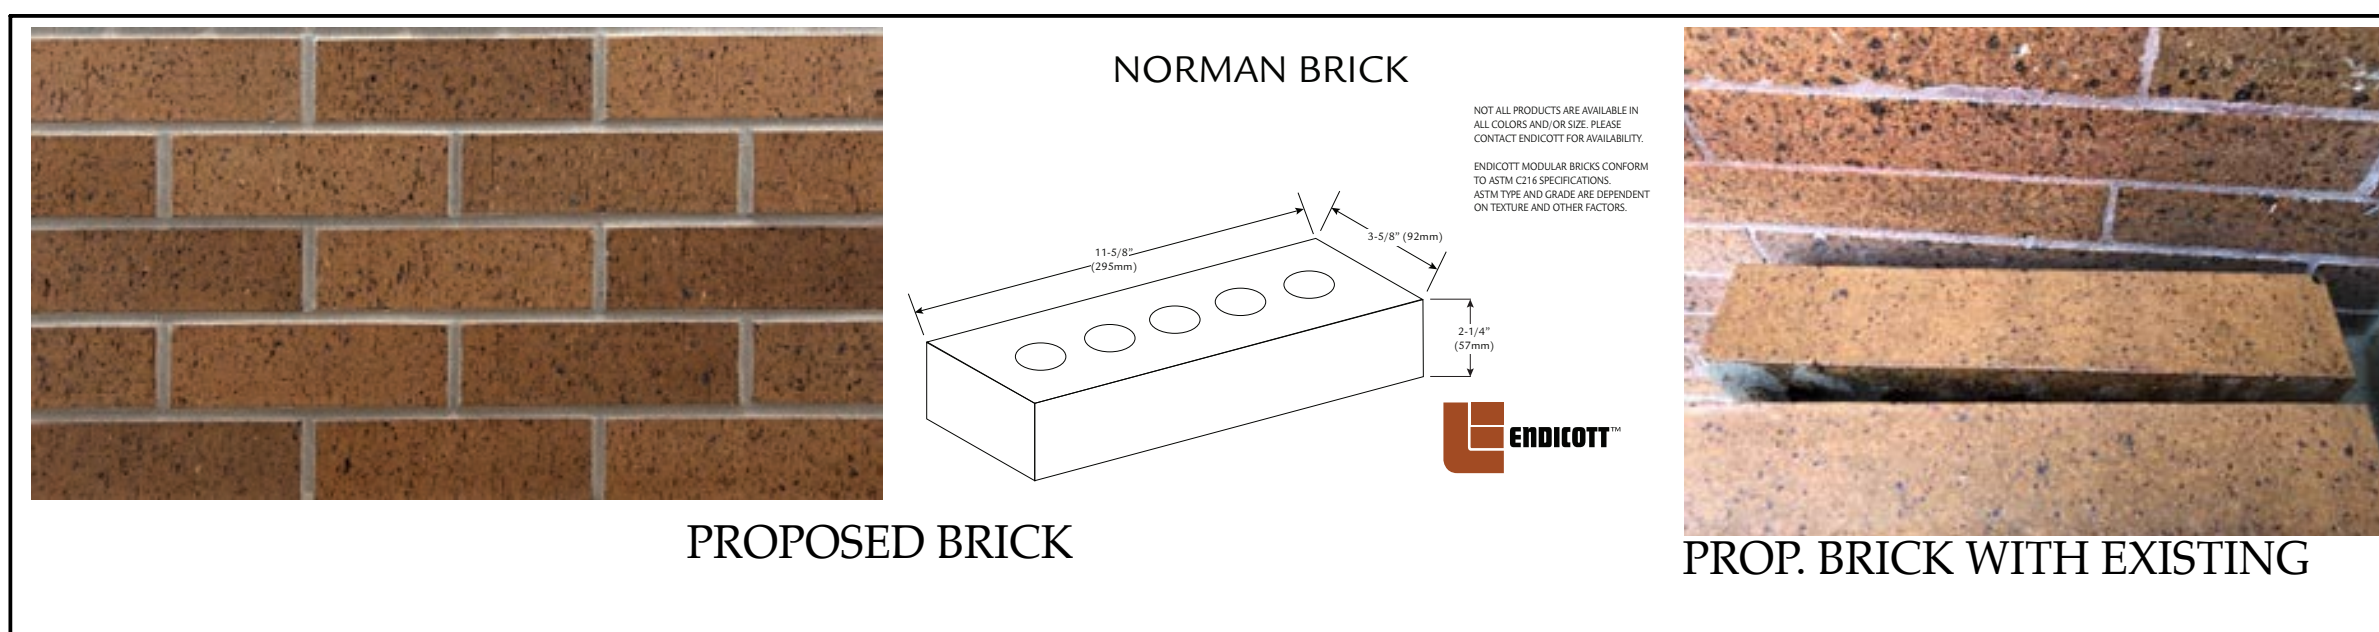 NORMAN BRICK
NOT ALL PRODUCTS ARE AVAILABLE IN
ALL COLORS AND/OR SIZE. PLEASE
CONTACT ENDICOTT FOR AVAILABILITY.
ENDICOTT MODULAR BRICKS CONFORM
TO ASTM C216 SPECIFICATIONS.
ASTM TYPE AND GRADE ARE DEPENDENT
ON TEXTURE AND OTHER FACTORS.
11-5/8"
(295mm)
3-5/8" (92mm)
2-1/4"
(57mm)
ENDICOTT™
PROPOSED BRICK
PROP. BRICK WITH EXISTING